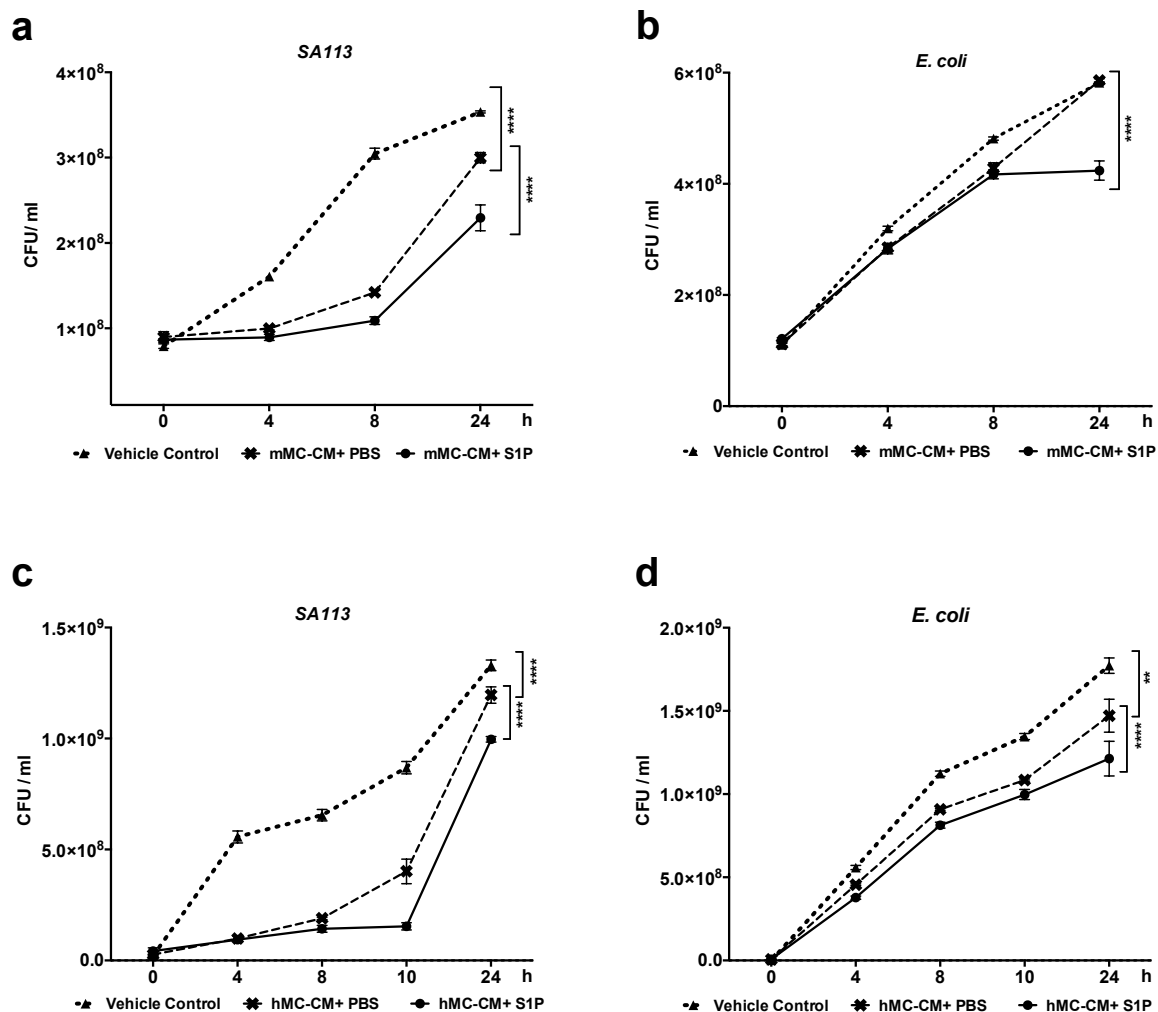 a
SA113
4×10⁸
3×10⁸
2×10⁸
1×10⁸
CFU/ ml
****
****
0 4 8 24 h
Vehicle Control mMC-CM+ PBS mMC-CM+ S1P
b
E. coli
6×10⁸
4×10⁸
2×10⁸
0
CFU / ml
****
0 4 8 24 h
Vehicle Control mMC-CM+ PBS mMC-CM+ S1P
c
SA113
1.5×10⁹
1.0×10⁹
5.0×10⁸
0.0
CFU / ml
****
****
0 4 8 10 24 h
Vehicle Control hMC-CM+ PBS hMC-CM+ S1P
d
E. coli
2.0×10⁹
1.5×10⁹
1.0×10⁹
5.0×10⁸
0.0
CFU / ml
**
****
0 4 8 10 24 h
Vehicle Control hMC-CM+ PBS hMC-CM+ S1P